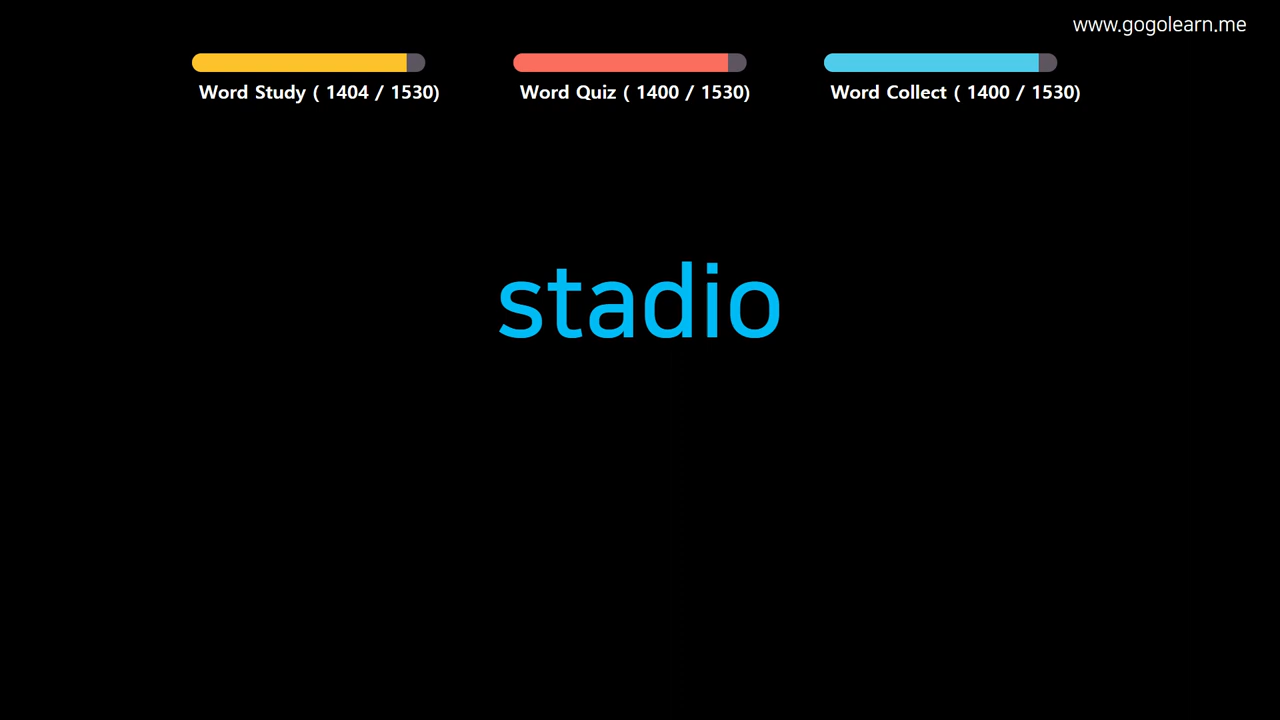 www.gogolearn.me
Word Study ( 1404 / 1530)
Word Quiz ( 1400 / 1530)
Word Collect ( 1400 / 1530)
stadio